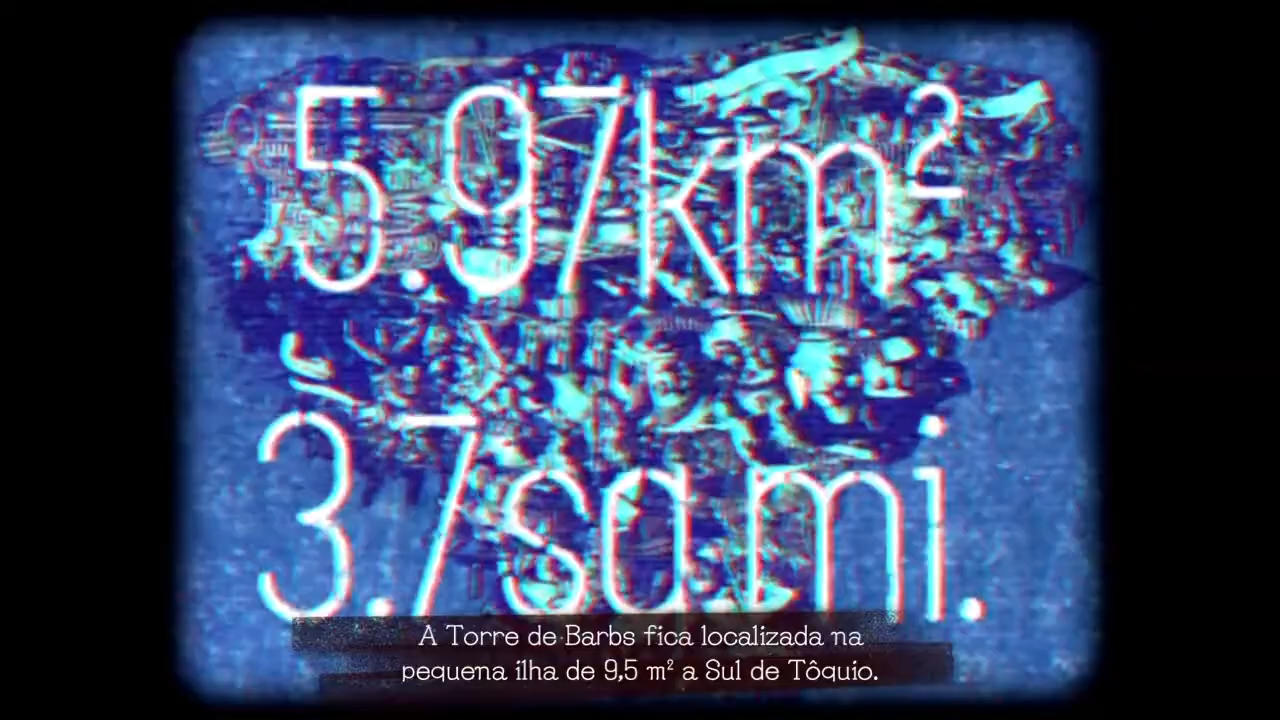 5.97km²
3.7sq.mi.
A Torre de Barbs fica localizada na
pequena ilha de 9,5 m² a Sul de Tôquio.